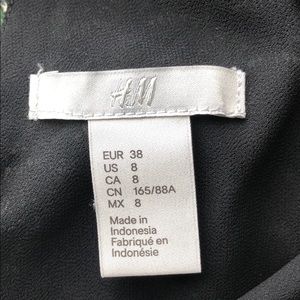 H&M
EUR 38
US 8
CA 8
CN 165/88A
MX 8
Made in
Indonesia
Fabriqué en
Indonésie